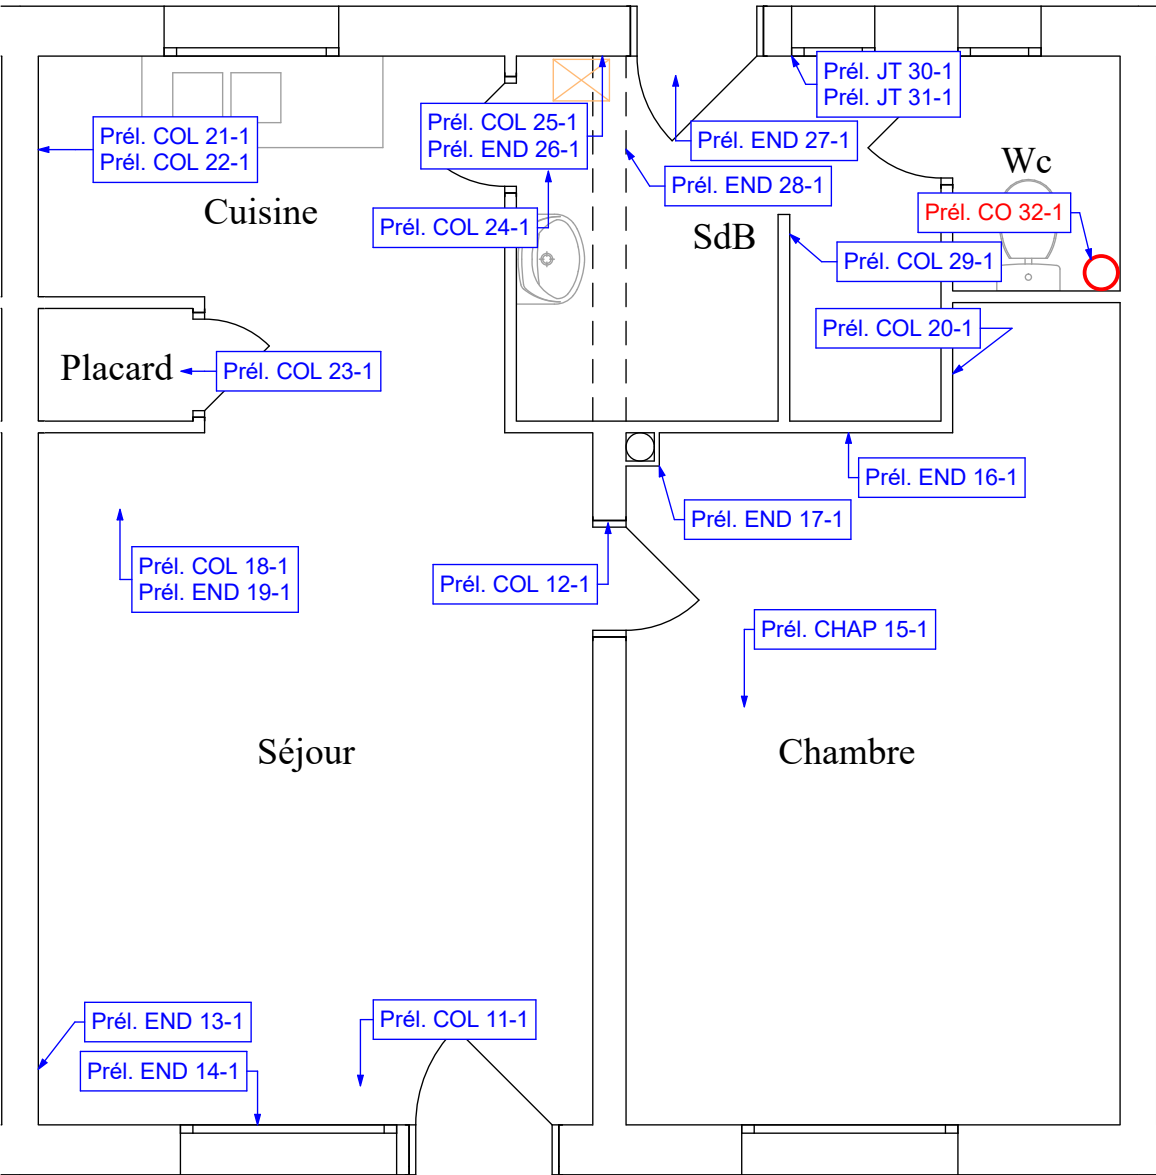 Prél. JT 30-1
Prél. JT 31-1
Prél. COL 21-1
Prél. COL 22-1
Prél. COL 25-1
Prél. END 26-1
Prél. END 27-1
Wc
Prél. END 28-1
Cuisine
Prél. COL 24-1
SdB
Prél. CO 32-1
Prél. COL 29-1
Prél. COL 20-1
Placard
Prél. COL 23-1
Prél. END 16-1
Prél. END 17-1
Prél. COL 18-1
Prél. END 19-1
Prél. COL 12-1
Prél. CHAP 15-1
Séjour
Chambre
Prél. END 13-1
Prél. COL 11-1
Prél. END 14-1